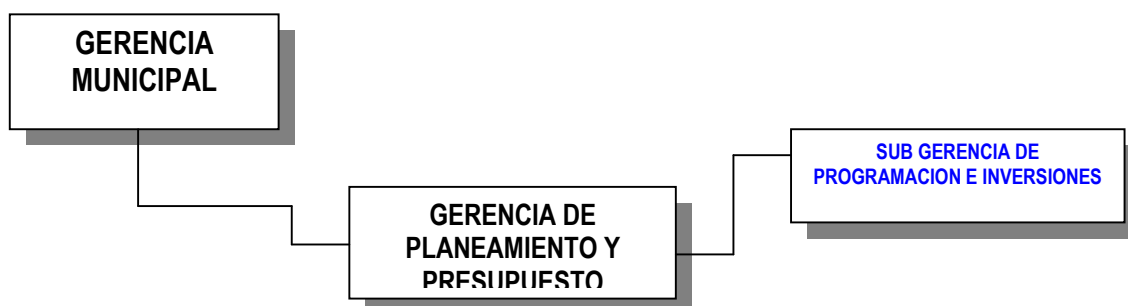 GERENCIA
MUNICIPAL
SUB GERENCIA DE
PROGRAMACION E INVERSIONES
GERENCIA DE
PLANEAMIENTO Y
PRESUPUESTO